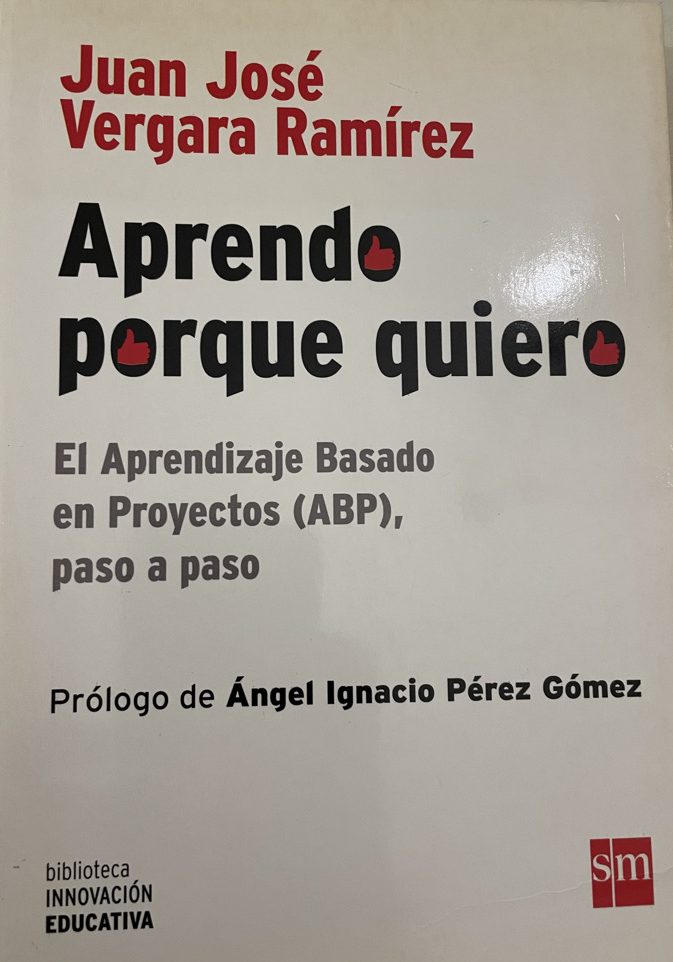 Juan José
Vergara Ramírez
Aprendo
porque quiero
El Aprendizaje Basado
en Proyectos (ABP),
paso a paso
Prólogo de Ángel Ignacio Pérez Gómez
biblioteca
INNOVACIÓN
EDUCATIVA
sm